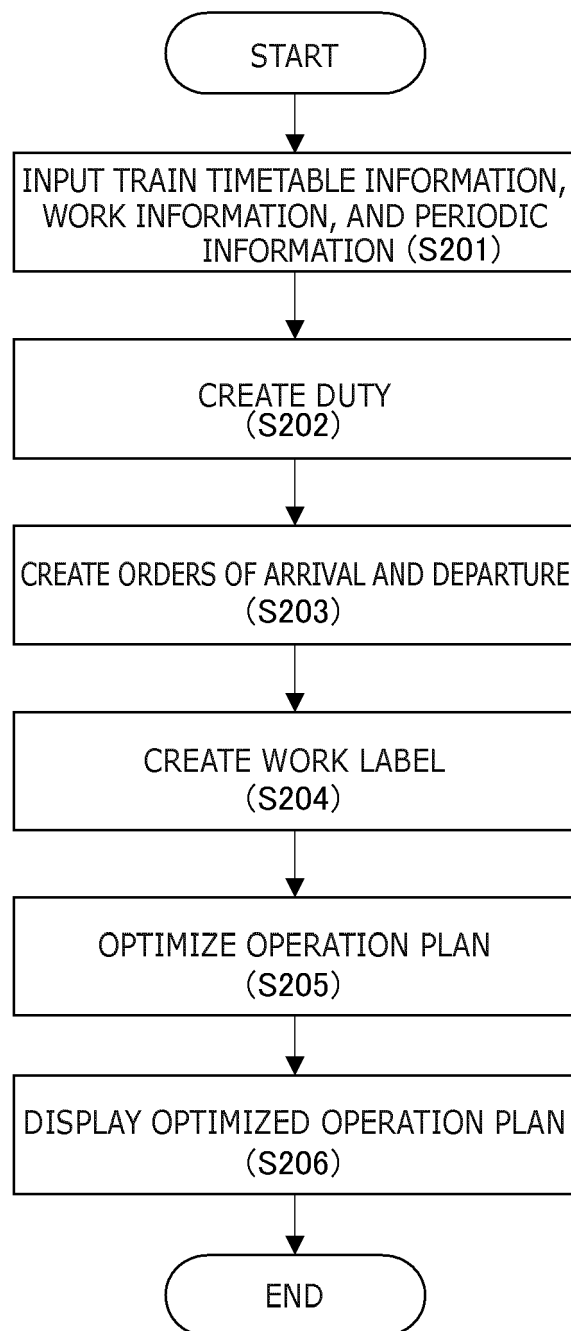 START
INPUT TRAIN TIMETABLE INFORMATION,
WORK INFORMATION, AND PERIODIC
INFORMATION (S201)
CREATE DUTY
(S202)
CREATE ORDERS OF ARRIVAL AND DEPARTURE
(S203)
CREATE WORK LABEL
(S204)
OPTIMIZE OPERATION PLAN
(S205)
DISPLAY OPTIMIZED OPERATION PLAN
(S206)
END